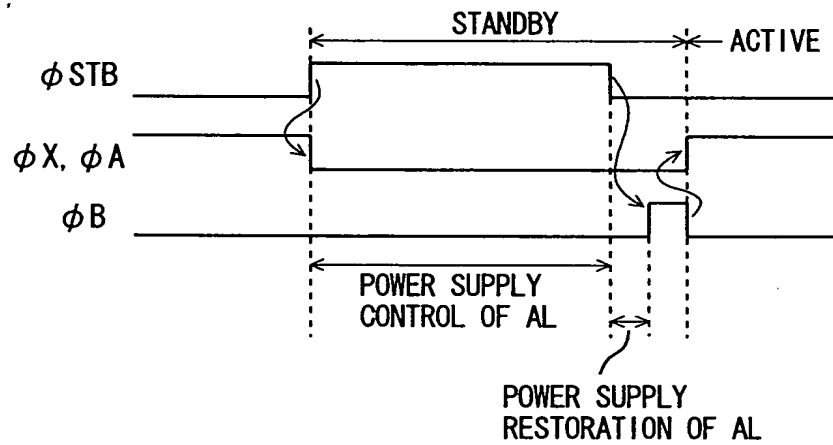 STANDBY
ACTIVE
φSTB
φX, φA
φB
POWER SUPPLY
CONTROL OF AL
POWER SUPPLY
RESTORATION OF AL